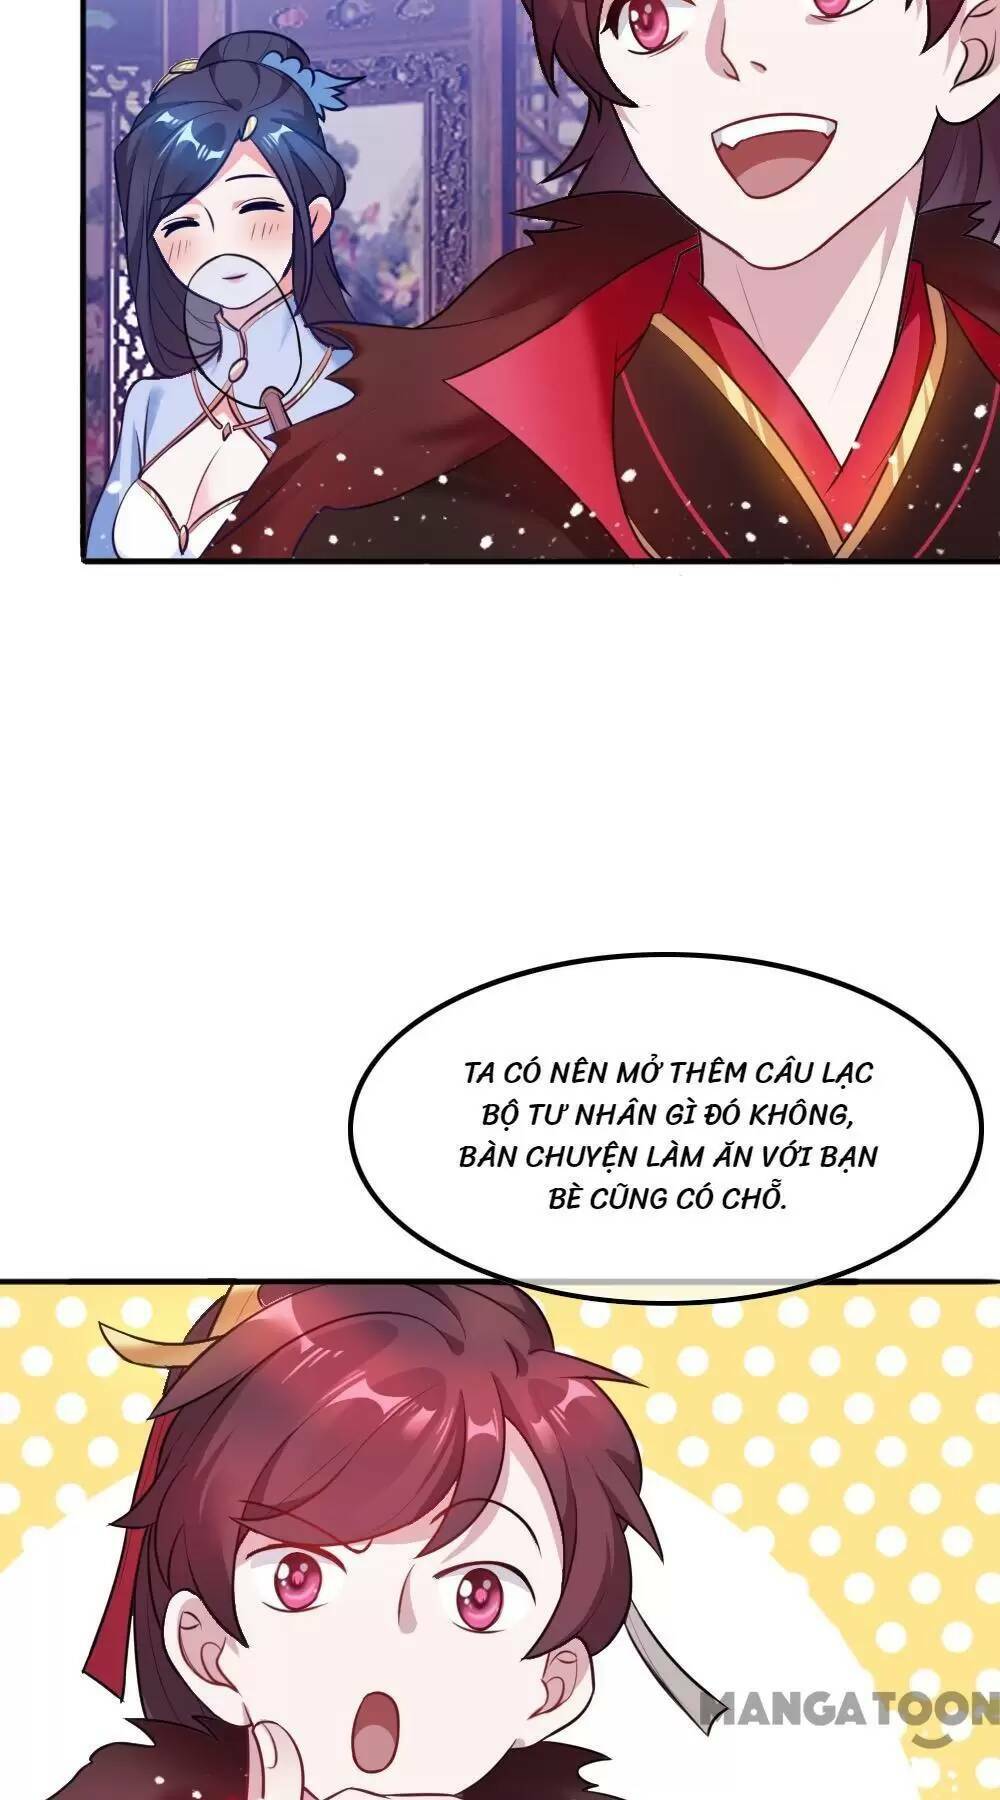 TA CÓ NÊN MỞ THÊM CÂU LẠC
BỘ TƯ NHÂN GÌ ĐÓ KHÔNG,
BÀN CHUYỆN LÀM ĂN VỚI BẠN
BÈ CŨNG CÓ CHỖ.
MANGATOON